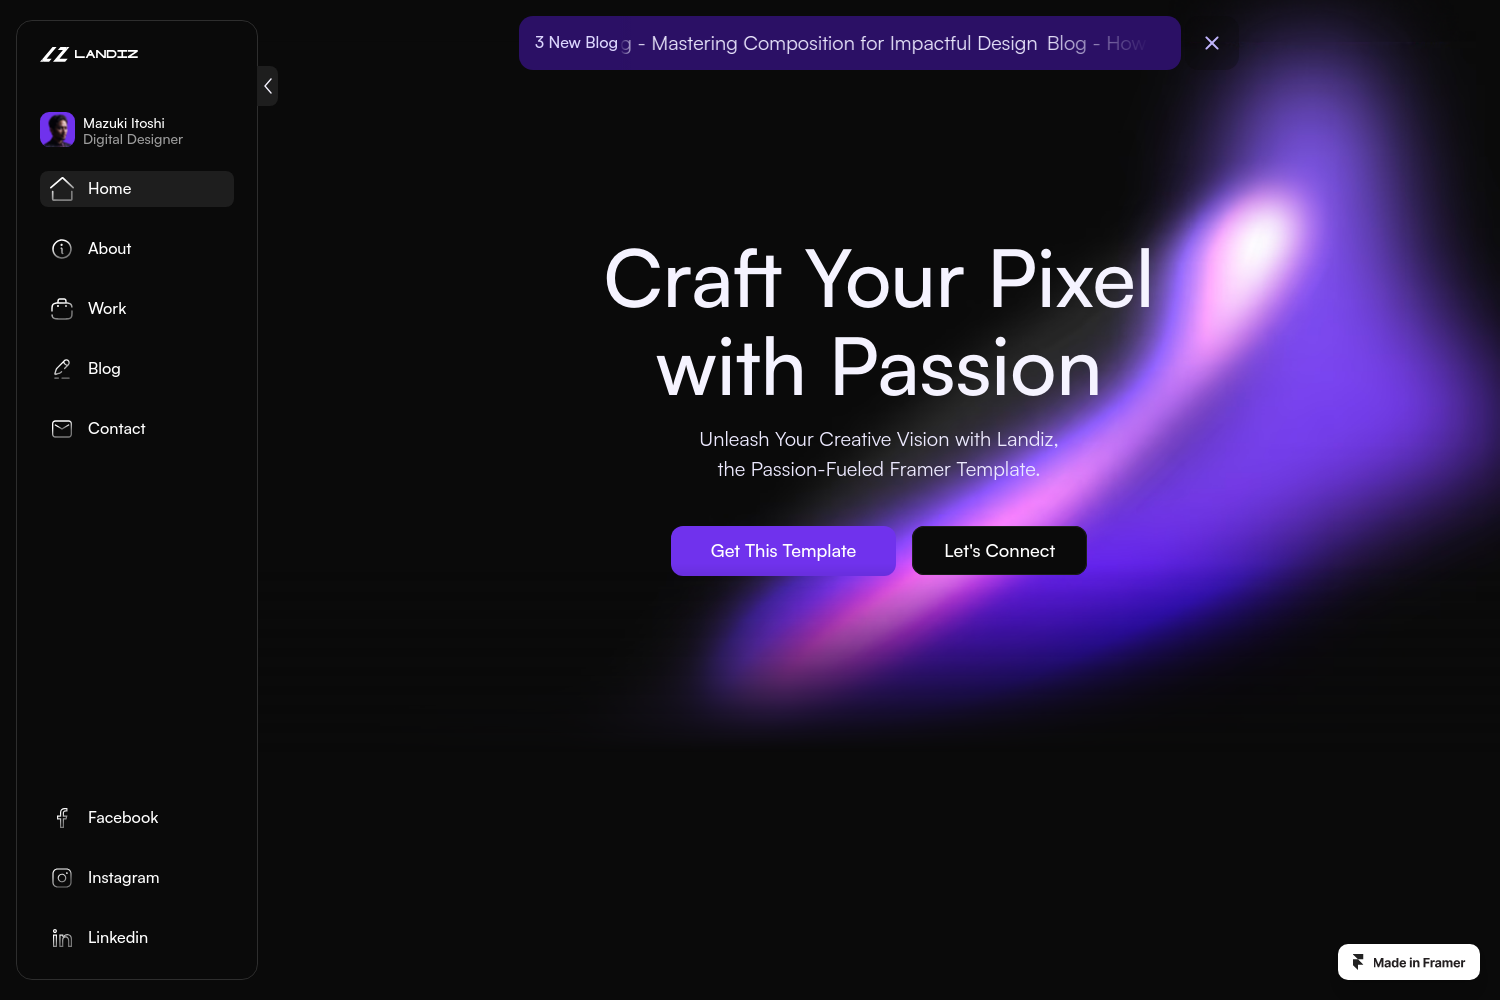 LANDIZ
Mazuki Itoshi
Digital Designer
Home
About
Work
Blog
Contact
Facebook
Instagram
Linkedin
3 New Blog
- Mastering Composition for Impactful Design Blog - How
Craft Your Pixel
with Passion
Unleash Your Creative Vision with Landiz,
the Passion-Fueled Framer Template.
Get This Template
Let's Connect
Made in Framer